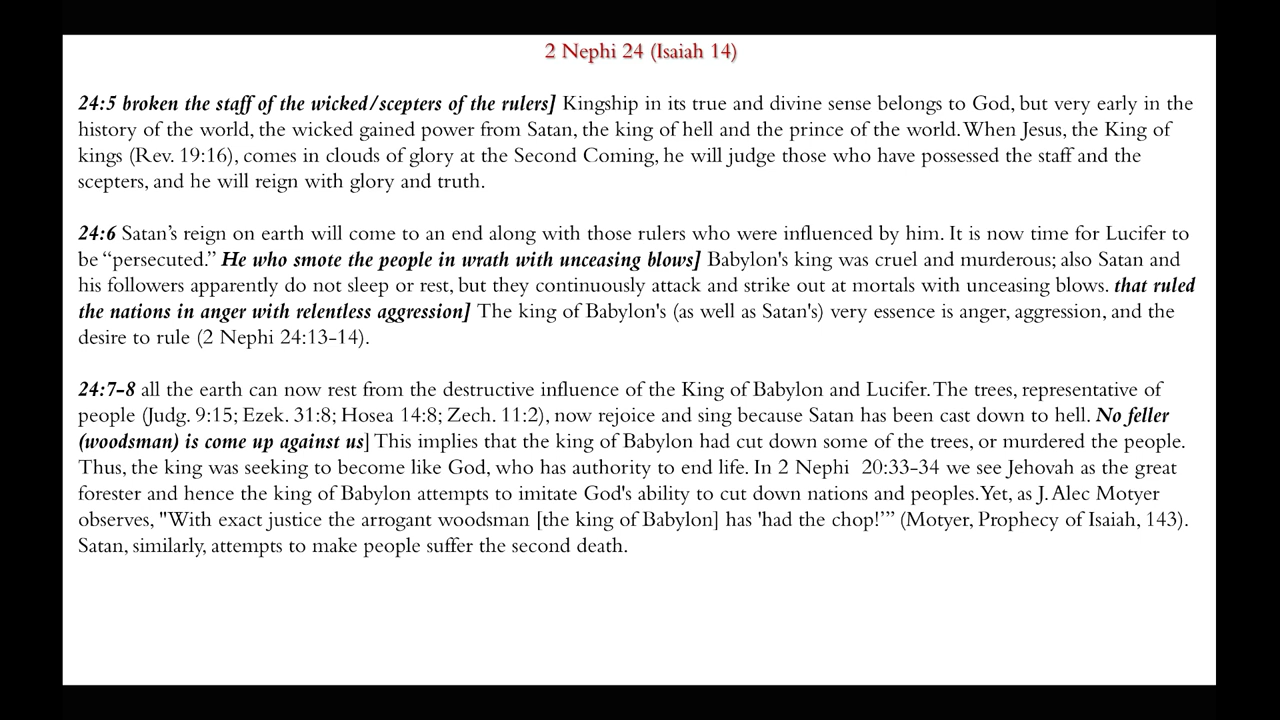 2 Nephi 24 (Isaiah 14)
24:5 broken the staff of the wicked/scepters of the rulers] Kingship in its true and divine sense belongs to God, but very early in the
history of the world, the wicked gained power from Satan, the king of hell and the prince of the world. When Jesus, the King of
kings (Rev. 19:16), comes in clouds of glory at the Second Coming, he will judge those who have possessed the staff and the
scepters, and he will reign with glory and truth.
24:6 Satan’s reign on earth will come to an end along with those rulers who were influenced by him. It is now time for Lucifer to
be “persecuted.” He who smote the people in wrath with unceasing blows] Babylon's king was cruel and murderous; also Satan and
his followers apparently do not sleep or rest, but they continuously attack and strike out at mortals with unceasing blows. that ruled
the nations in anger with relentless aggression] The king of Babylon's (as well as Satan's) very essence is anger, aggression, and the
desire to rule (2 Nephi 24:13-14).
24:7-8 all the earth can now rest from the destructive influence of the King of Babylon and Lucifer. The trees, representative of
people (Judg. 9:15; Ezek. 31:8; Hosea 14:8; Zech. 11:2), now rejoice and sing because Satan has been cast down to hell. No feller
(woodsman) is come up against us] This implies that the king of Babylon had cut down some of the trees, or murdered the people.
Thus, the king was seeking to become like God, who has authority to end life. In 2 Nephi  20:33-34 we see Jehovah as the great
forester and hence the king of Babylon attempts to imitate God's ability to cut down nations and peoples. Yet, as J. Alec Motyer
observes, "With exact justice the arrogant woodsman [the king of Babylon] has 'had the chop!’” (Motyer, Prophecy of Isaiah, 143).
Satan, similarly, attempts to make people suffer the second death.